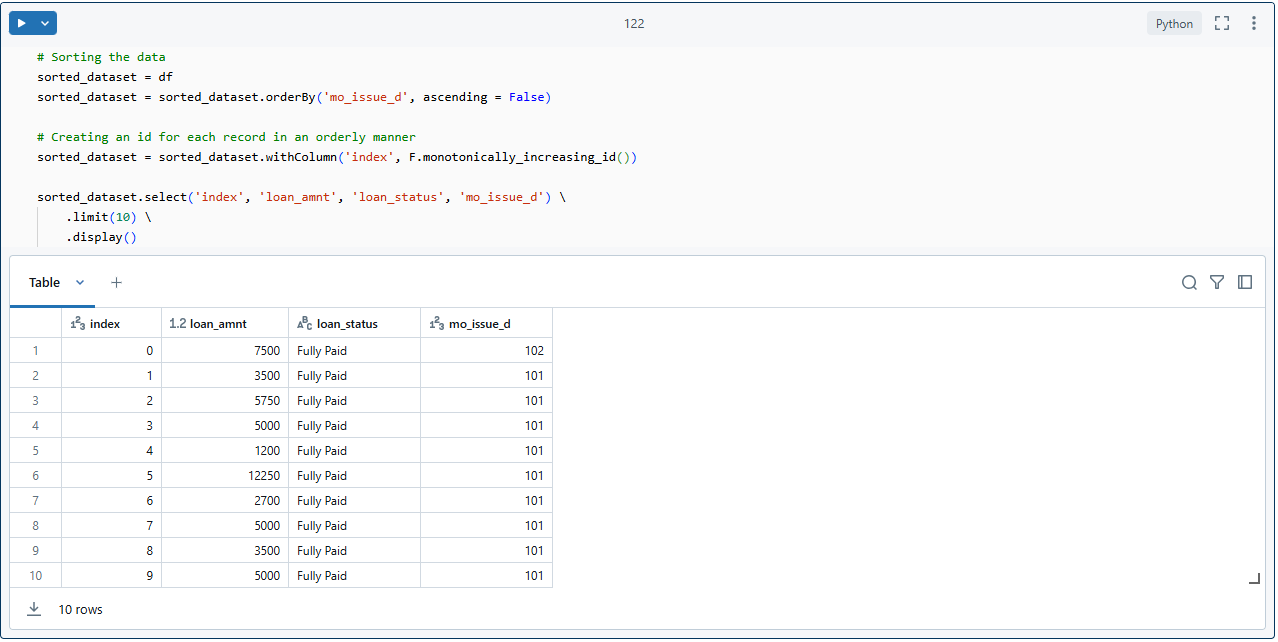 122
Python
# Sorting the data
sorted_dataset = df
sorted_dataset = sorted_dataset.orderBy('mo_issue_d', ascending = False)
# Creating an id for each record in an orderly manner
sorted_dataset = sorted_dataset.withColumn('index', F.monotonically_increasing_id())
sorted_dataset.select('index', 'loan_amnt', 'loan_status', 'mo_issue_d') \
.limit(10) \
.display()
Table +
123 index 1.2 loan_amnt ABC loan_status 123 mo_issue_d
1 0 7500 Fully Paid 102
2 1 3500 Fully Paid 101
3 2 5750 Fully Paid 101
4 3 5000 Fully Paid 101
5 4 1200 Fully Paid 101
6 5 12250 Fully Paid 101
7 6 2700 Fully Paid 101
8 7 5000 Fully Paid 101
9 8 3500 Fully Paid 101
10 9 5000 Fully Paid 101
10 rows